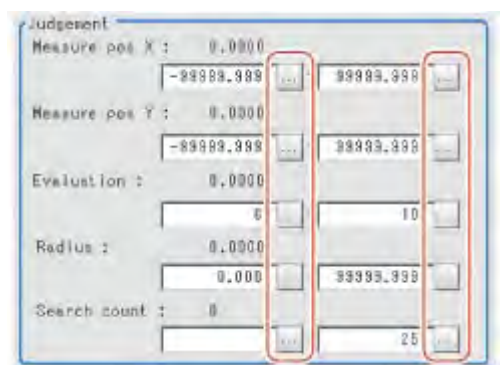 Judgement
Measure pos X : 0.0000
-99999.999 ... 99999.999 ...
Measure pos Y : 0.0000
-99999.999 ... 99999.999 ...
Evaluation : 0.0000
6 ... 10 ...
Radius : 0.0000
0.000 ... 99999.999 ...
Search count : 0
... 25 ...